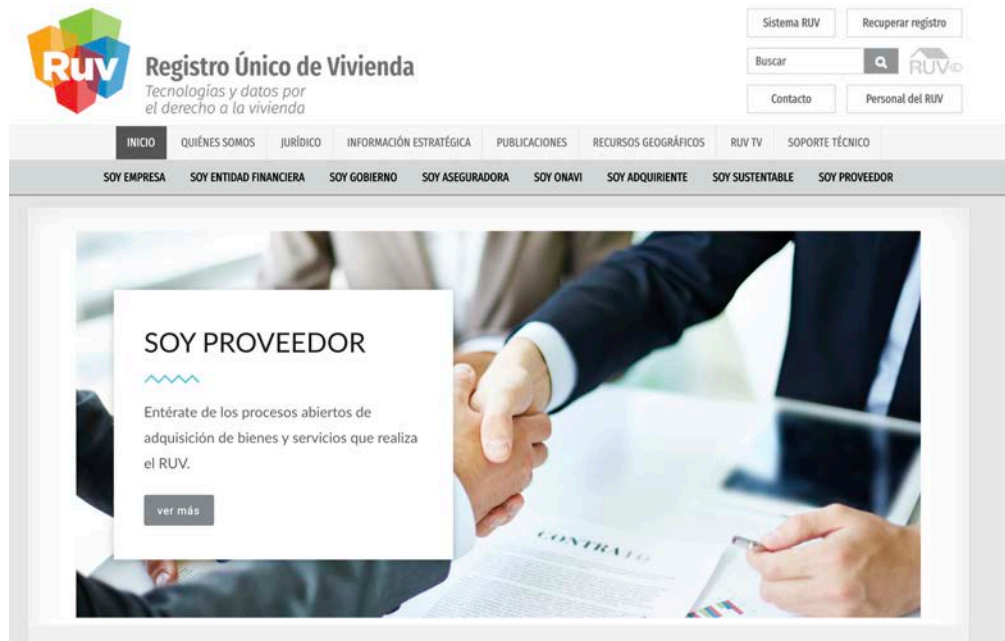 Ruv
Registro Único de Vivienda
Tecnologías y datos por
el derecho a la vivienda
Sistema RUV
Recuperar registro
Buscar
RUV
Contacto
Personal del RUV
INICIO QUIÉNES SOMOS JURÍDICO INFORMACIÓN ESTRATÉGICA PUBLICACIONES RECURSOS GEOGRÁFICOS RUV TV SOPORTE TÉCNICO
SOY EMPRESA SOY ENTIDAD FINANCIERA SOY GOBIERNO SOY ASEGURADORA SOY ONAVI SOY ADQUIRIENTE SOY SUSTENTABLE SOY PROVEEDOR
SOY PROVEEDOR
Entérate de los procesos abiertos de
adquisición de bienes y servicios que realiza
el RUV.
ver más
CONTRATO